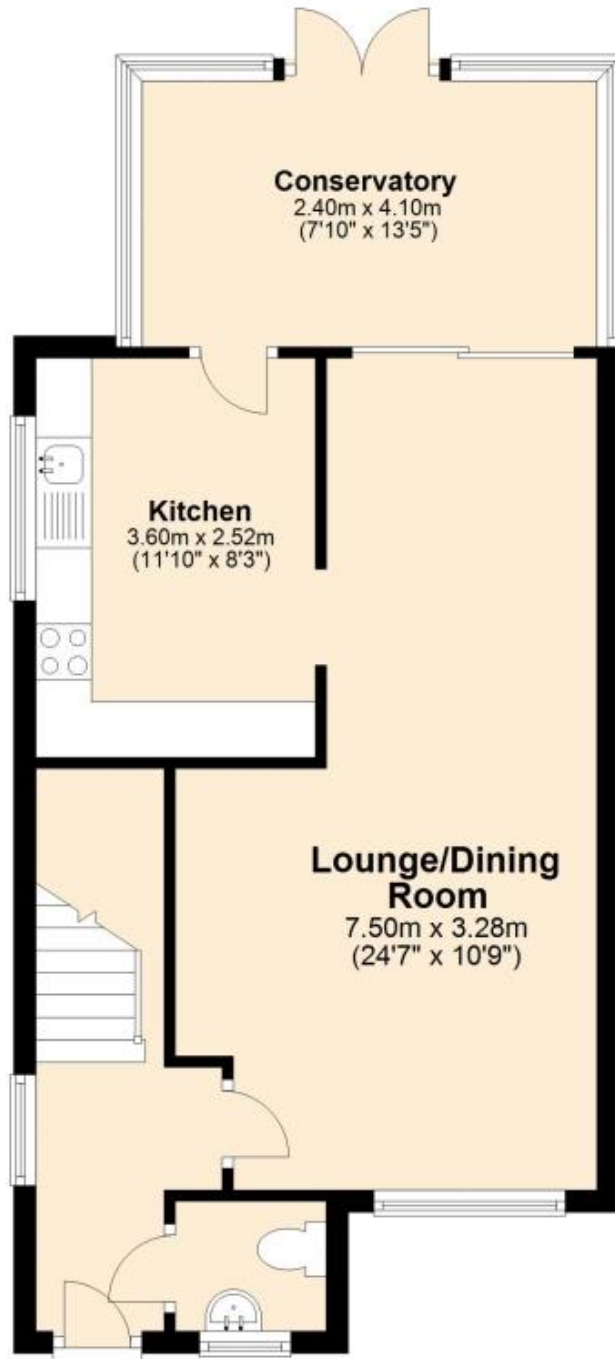 Conservatory
2.40m x 4.10m
(7'10" x 13'5")
Kitchen
3.60m x 2.52m
(11'10" x 8'3")
Lounge/Dining
Room
7.50m x 3.28m
(24'7" x 10'9")